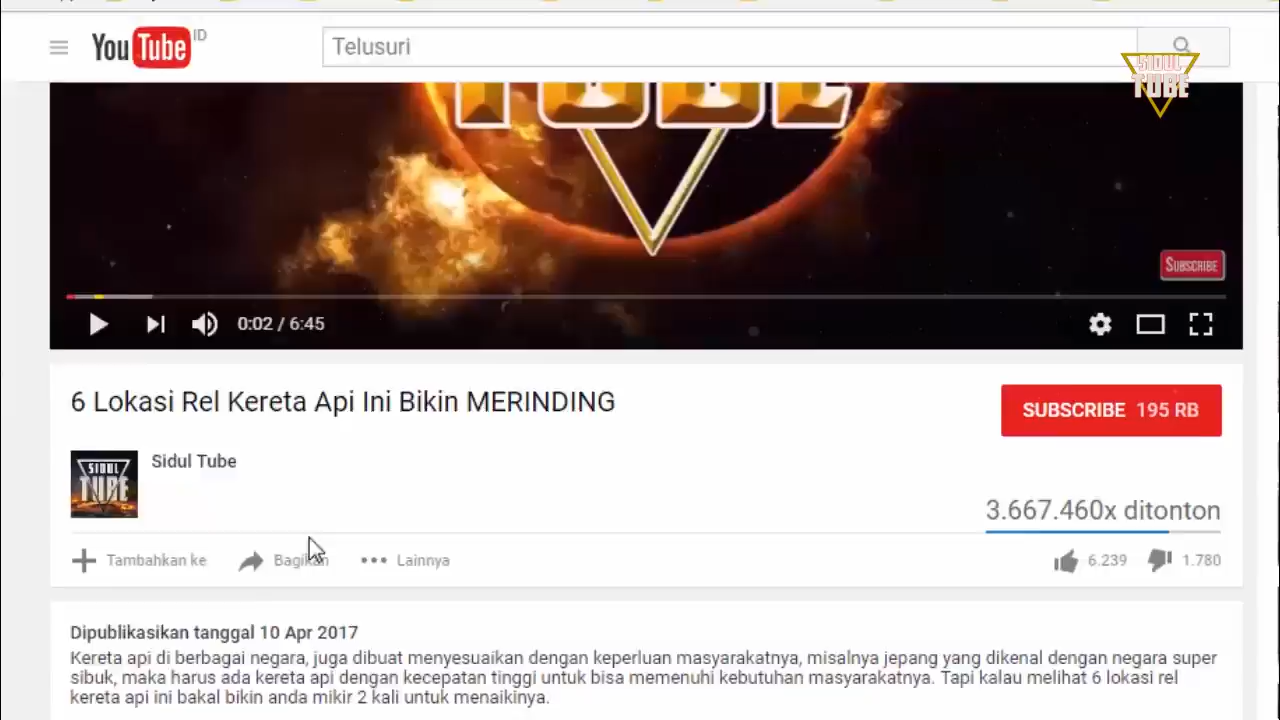 YouTube ID
Telusuri
SIDUL
TUBE
TUBE
SUBSCRIBE
0:02 / 6:45
6 Lokasi Rel Kereta Api Ini Bikin MERINDING
SUBSCRIBE 195 RB
SIDUL
TUBE
Sidul Tube
3.667.460x ditonton
Tambahkan ke
Bagikan
Lainnya
6.239
1.780
Dipublikasikan tanggal 10 Apr 2017
Kereta api di berbagai negara, juga dibuat menyesuaikan dengan keperluan masyarakatnya, misalnya jepang yang dikenal dengan negara super
sibuk, maka harus ada kereta api dengan kecepatan tinggi untuk bisa memenuhi kebutuhan masyarakatnya. Tapi kalau melihat 6 lokasi rel
kereta api ini bakal bikin anda mikir 2 kali untuk menaikinya.